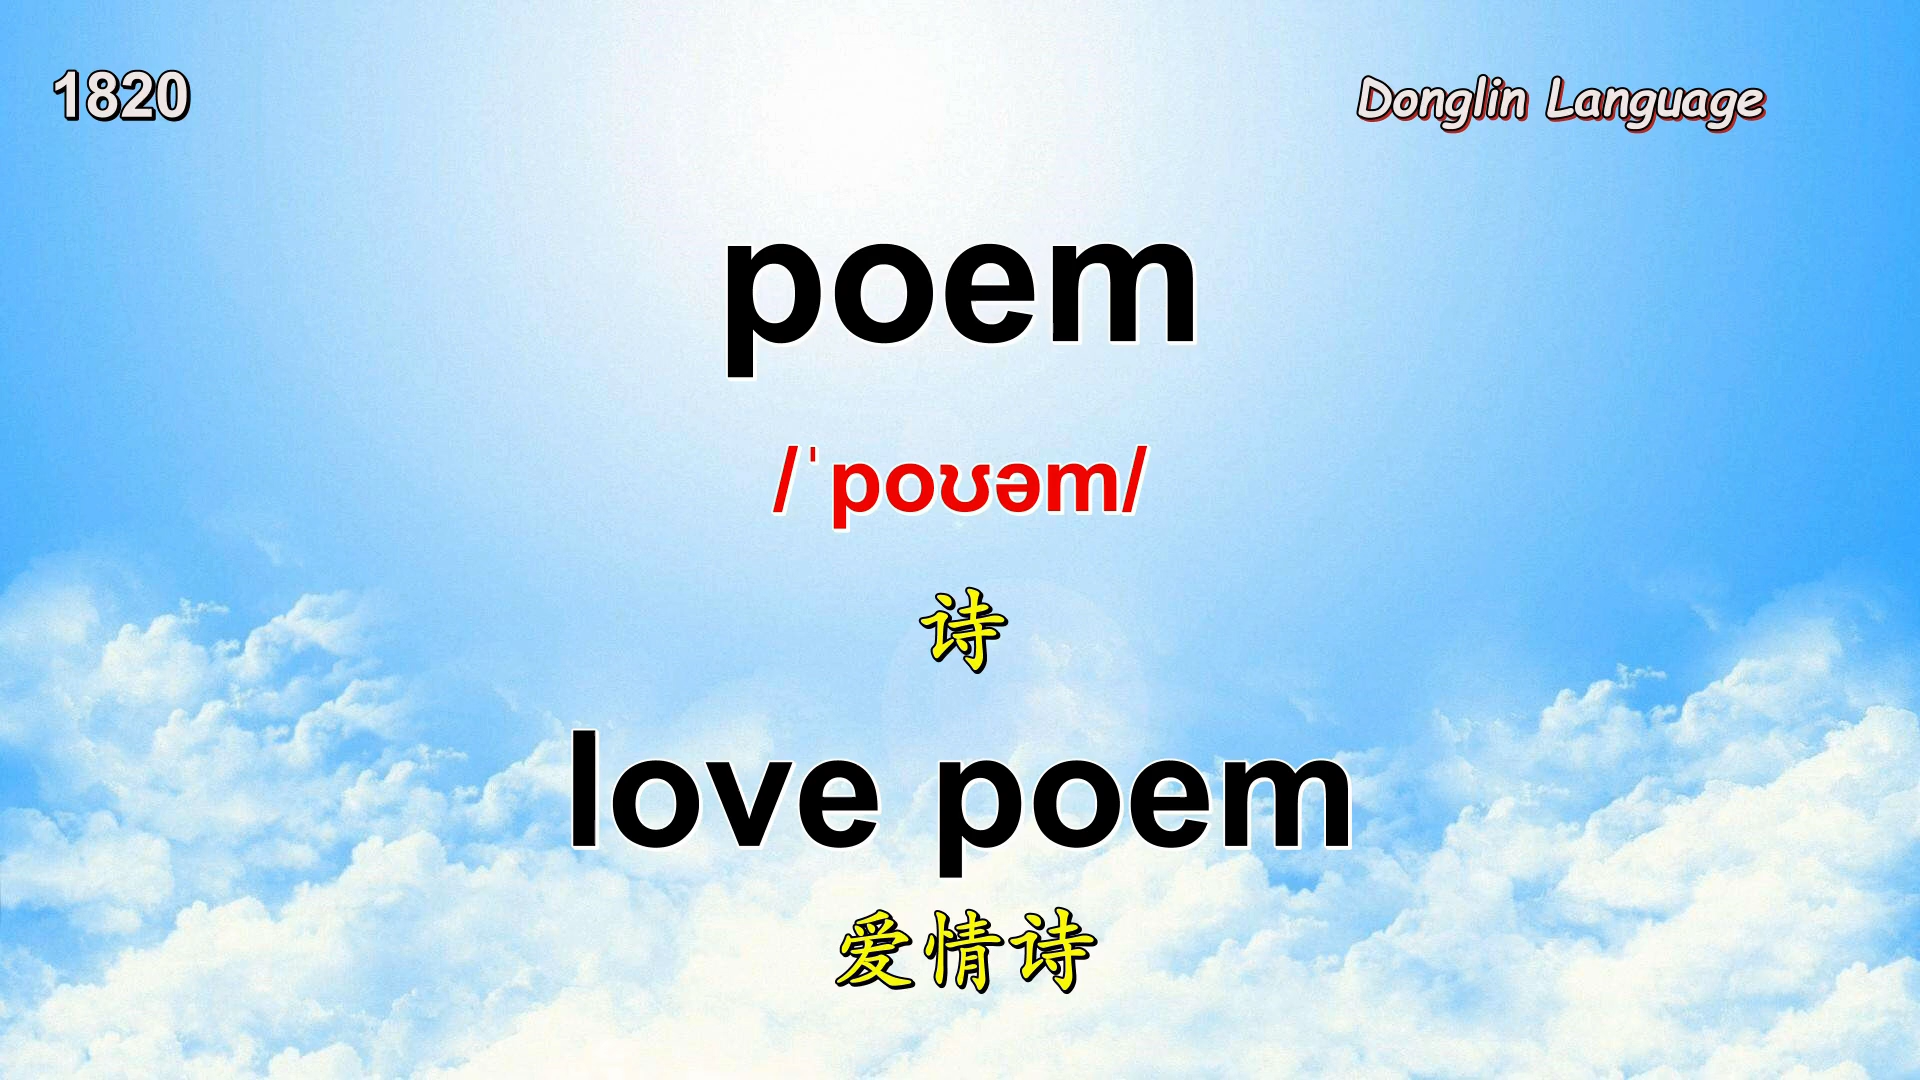 1820
Donglin Language
poem
/ˈpoʊəm/
诗
love poem
爱情诗